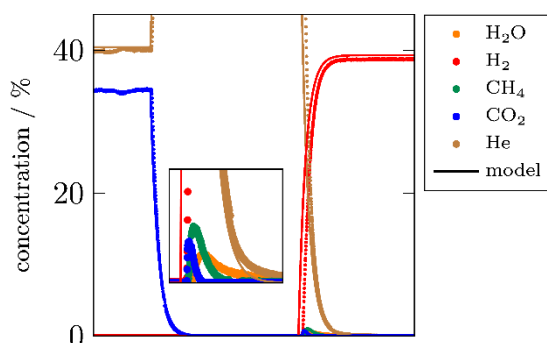 40
20
0
concentration / %
H₂O
H₂
CH₄
CO₂
He
model